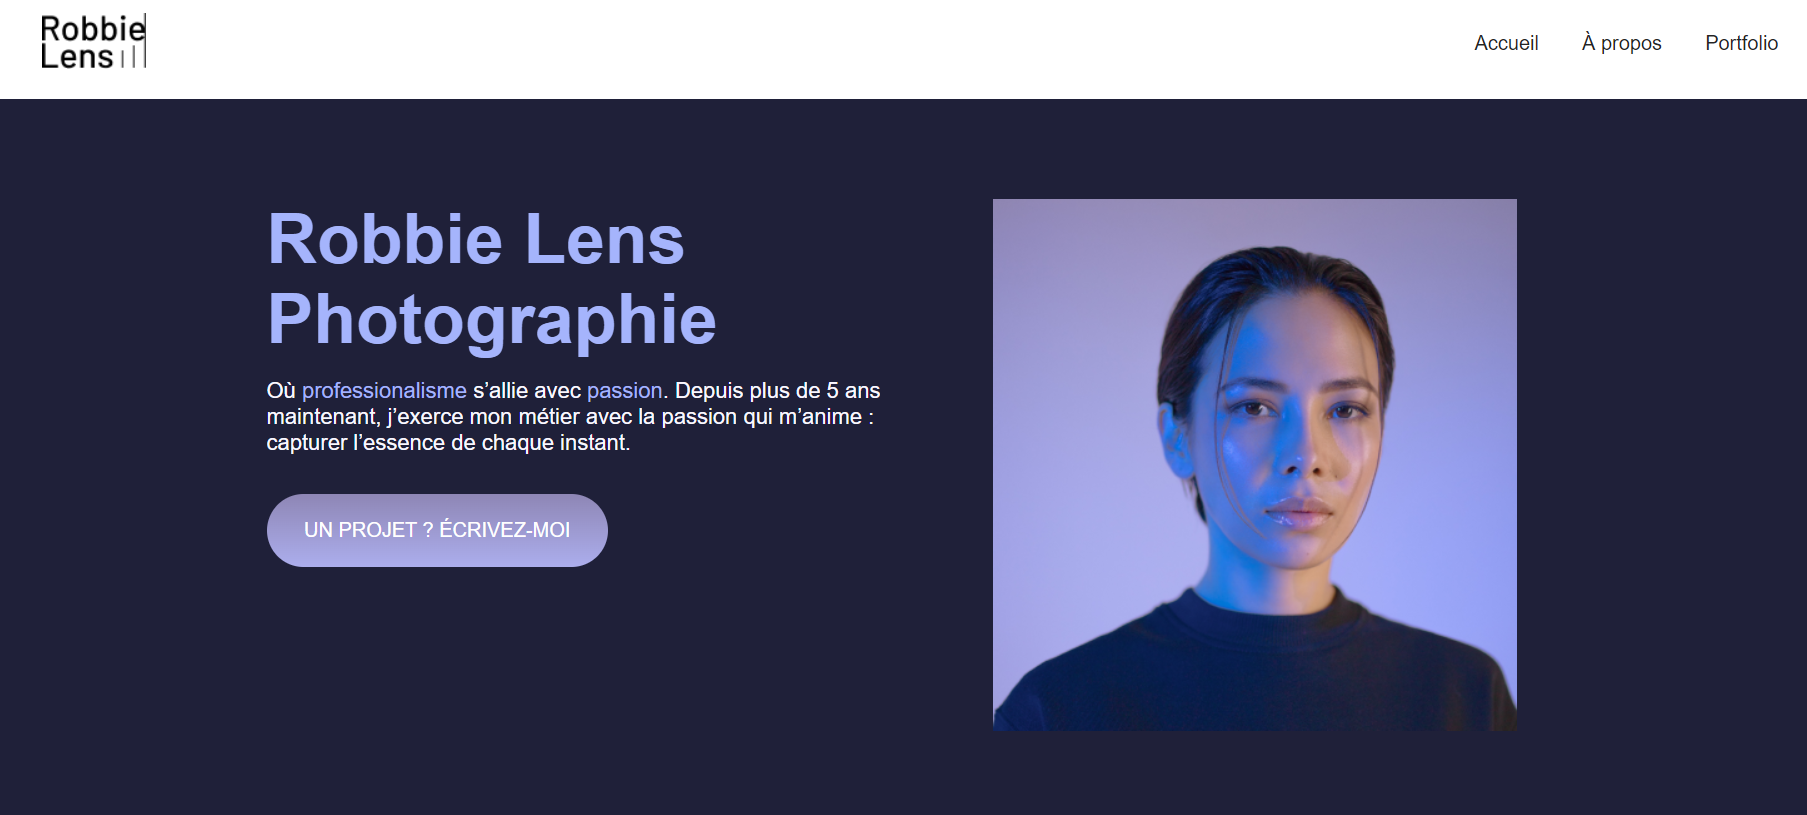 Robbie
Lens
Accueil
À propos
Portfolio
Robbie Lens
Photographie
Où professionalisme s’allie avec passion. Depuis plus de 5 ans
maintenant, j’exerce mon métier avec la passion qui m’anime :
capturer l’essence de chaque instant.
UN PROJET ? ÉCRIVEZ-MOI